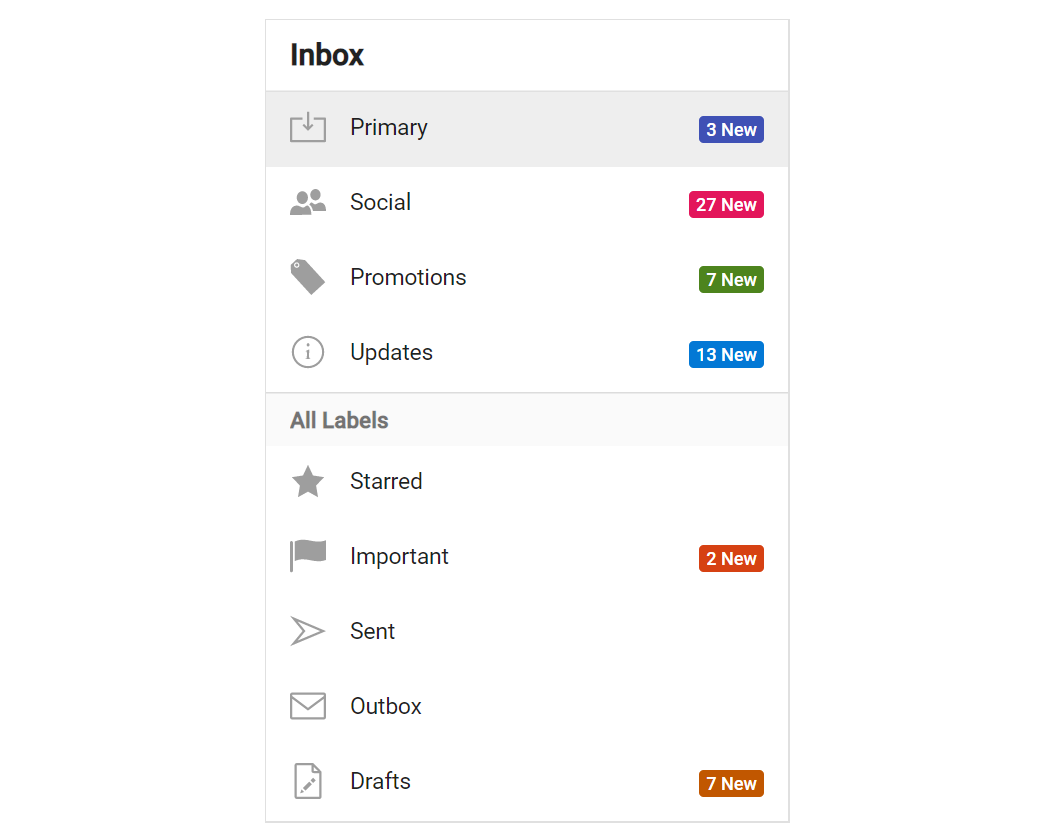 Inbox
Primary 3 New
Social 27 New
Promotions 7 New
Updates 13 New
All Labels
Starred
Important 2 New
Sent
Outbox
Drafts 7 New